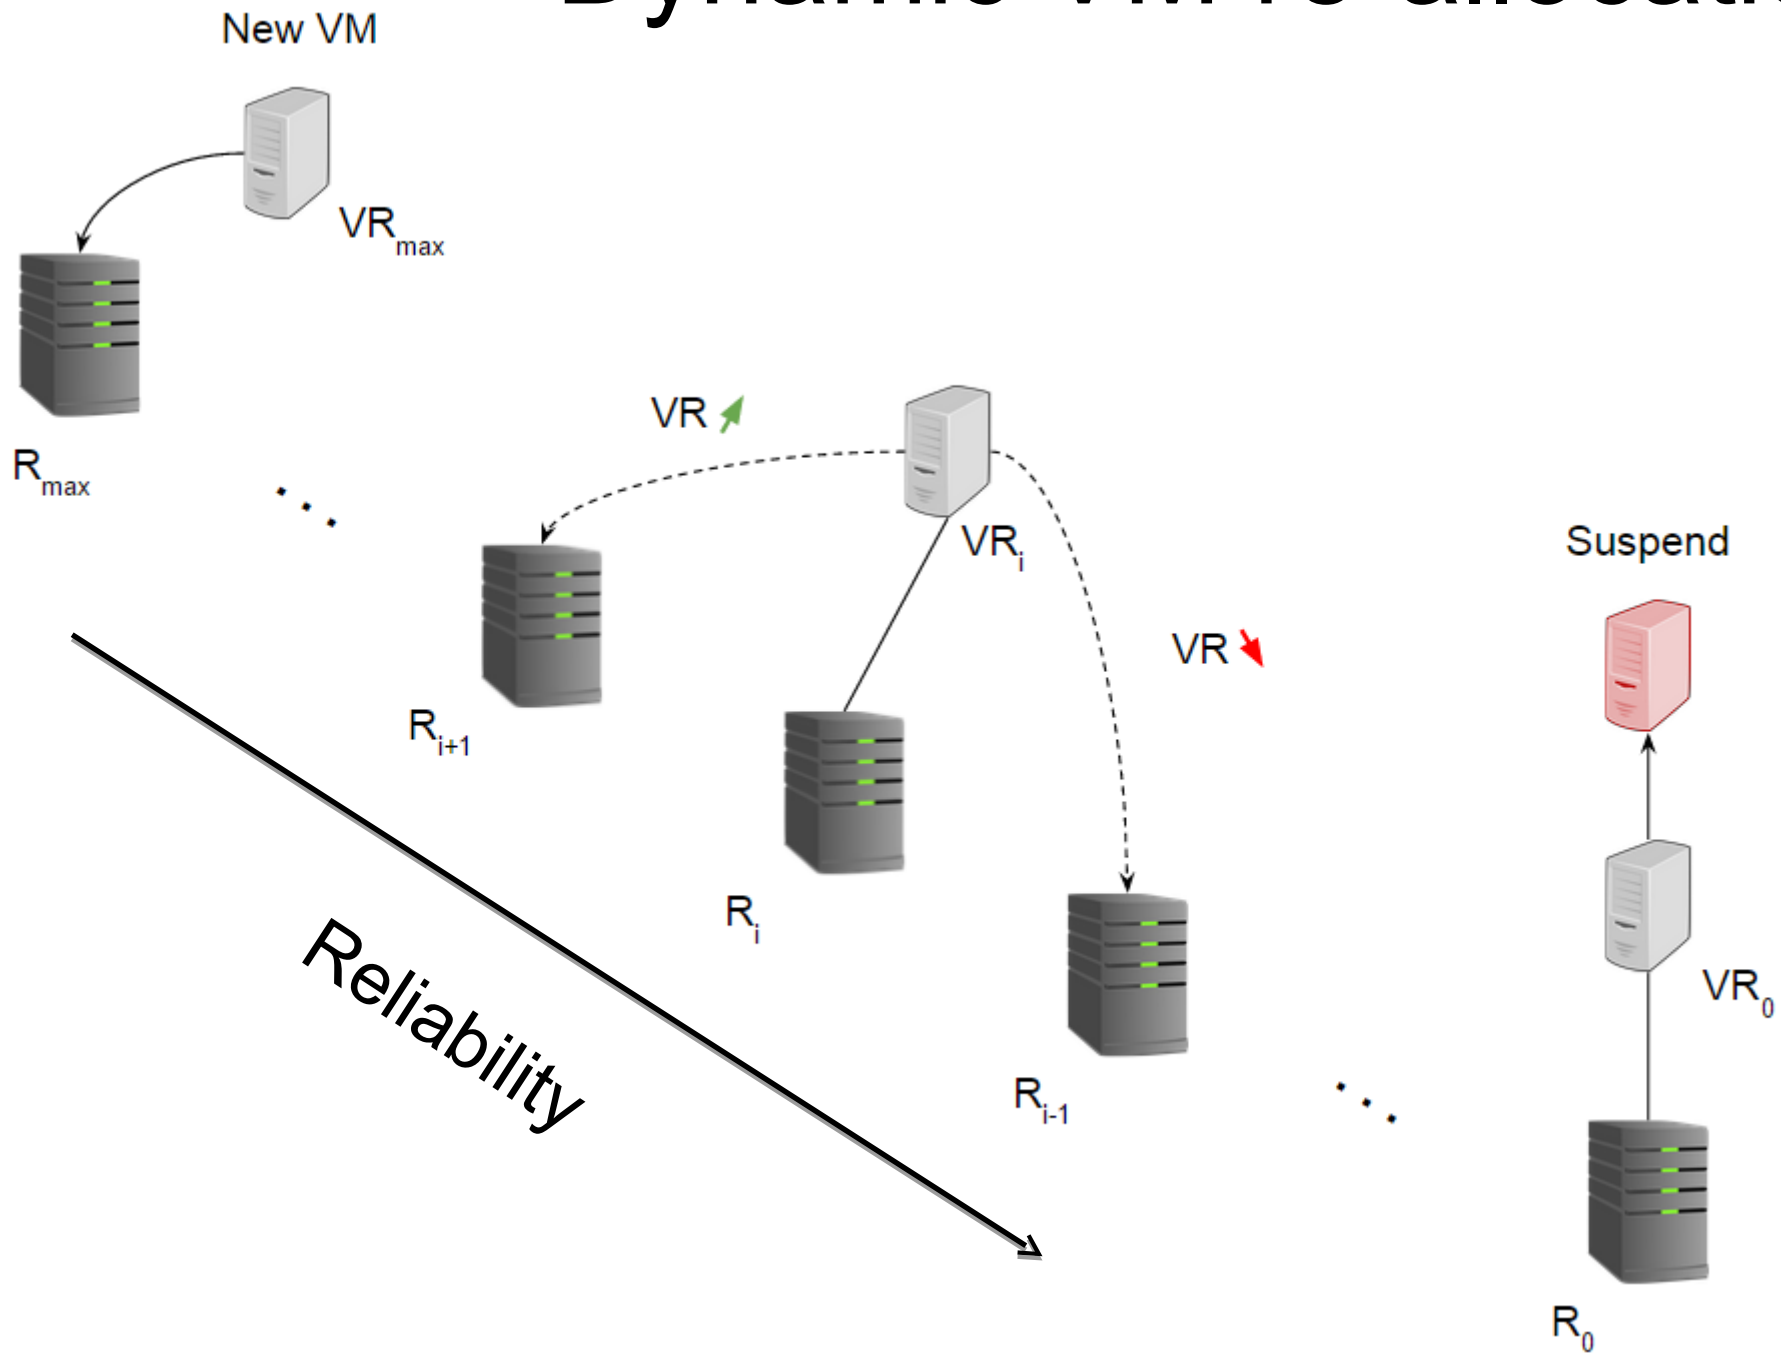 New VM
VRmax
Rmax
VR
VRi
Ri+1
Suspend
VR
Ri
VR0
Reliability
Ri-1
R0